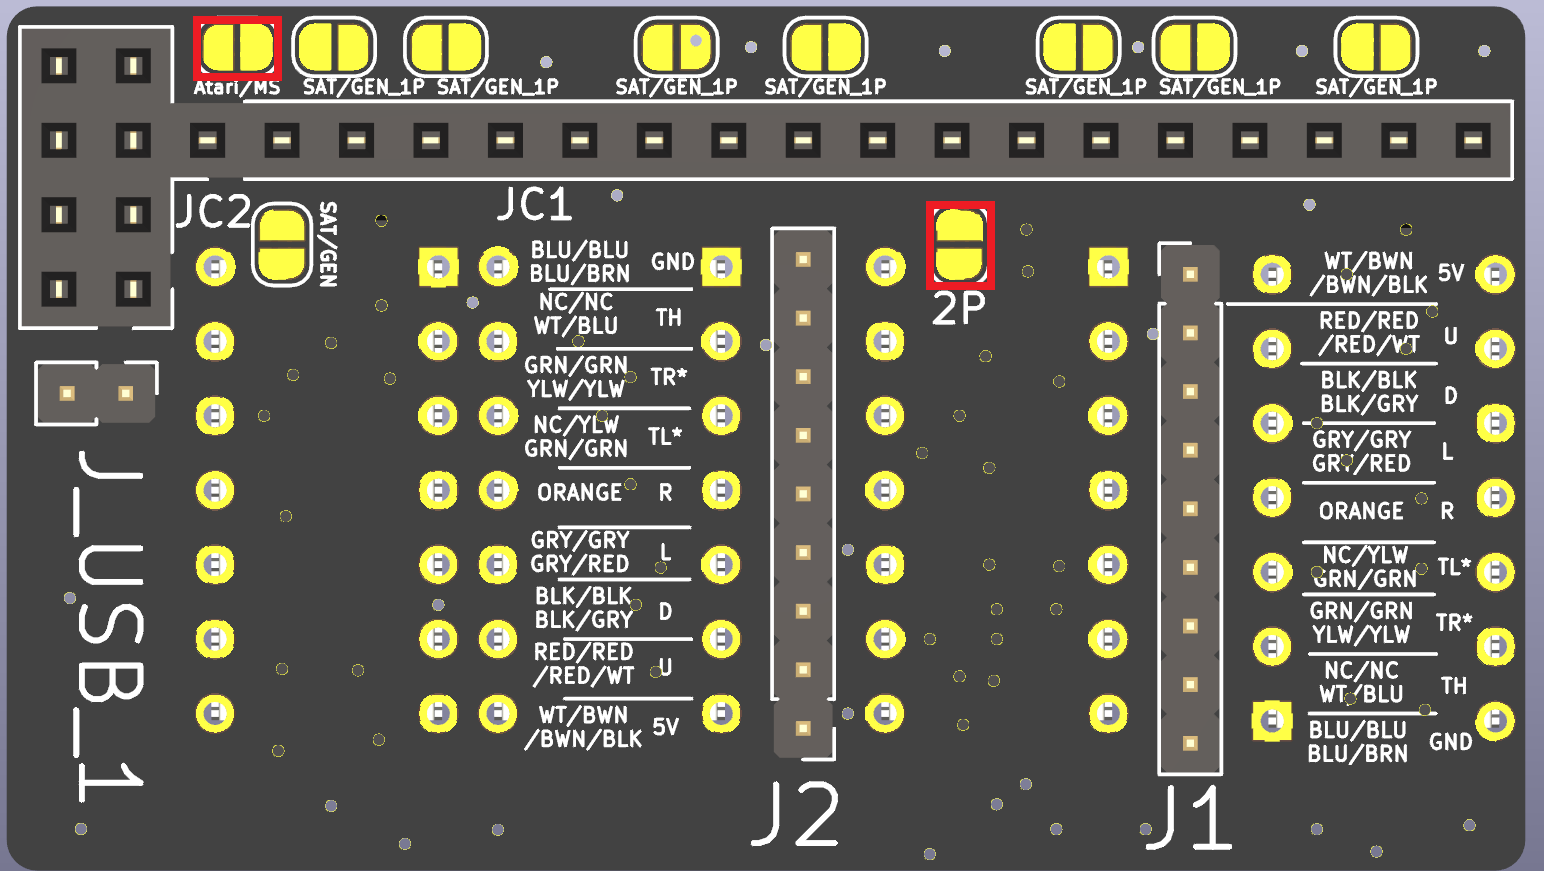 Atari/MS
SAT/GEN_1P
SAT/GEN_1P
SAT/GEN_1P
SAT/GEN_1P
SAT/GEN_1P
SAT/GEN_1P
SAT/GEN_1P
JC2
SAT/GEN
JC1
BLU/BLU
BLU/BRN
GND
NC/NC
WT/BLU
TH
GRN/GRN
YLW/YLW
TR*
NC/YLW
GRN/GRN
TL*
ORANGE
R
GRY/GRY
GRY/RED
L
BLK/BLK
BLK/GRY
D
RED/RED
/RED/WT
U
WT/BWN
/BWN/BLK
5V
2P
WT/BWN
/BWN/BLK
5V
RED/RED
/RED/WT
U
BLK/BLK
BLK/GRY
D
GRY/GRY
GRY/RED
L
ORANGE
R
NC/YLW
GRN/GRN
TL*
GRN/GRN
YLW/YLW
TR*
NC/NC
WT/BLU
TH
BLU/BLU
BLU/BRN
GND
J_USB_1
J2
J1